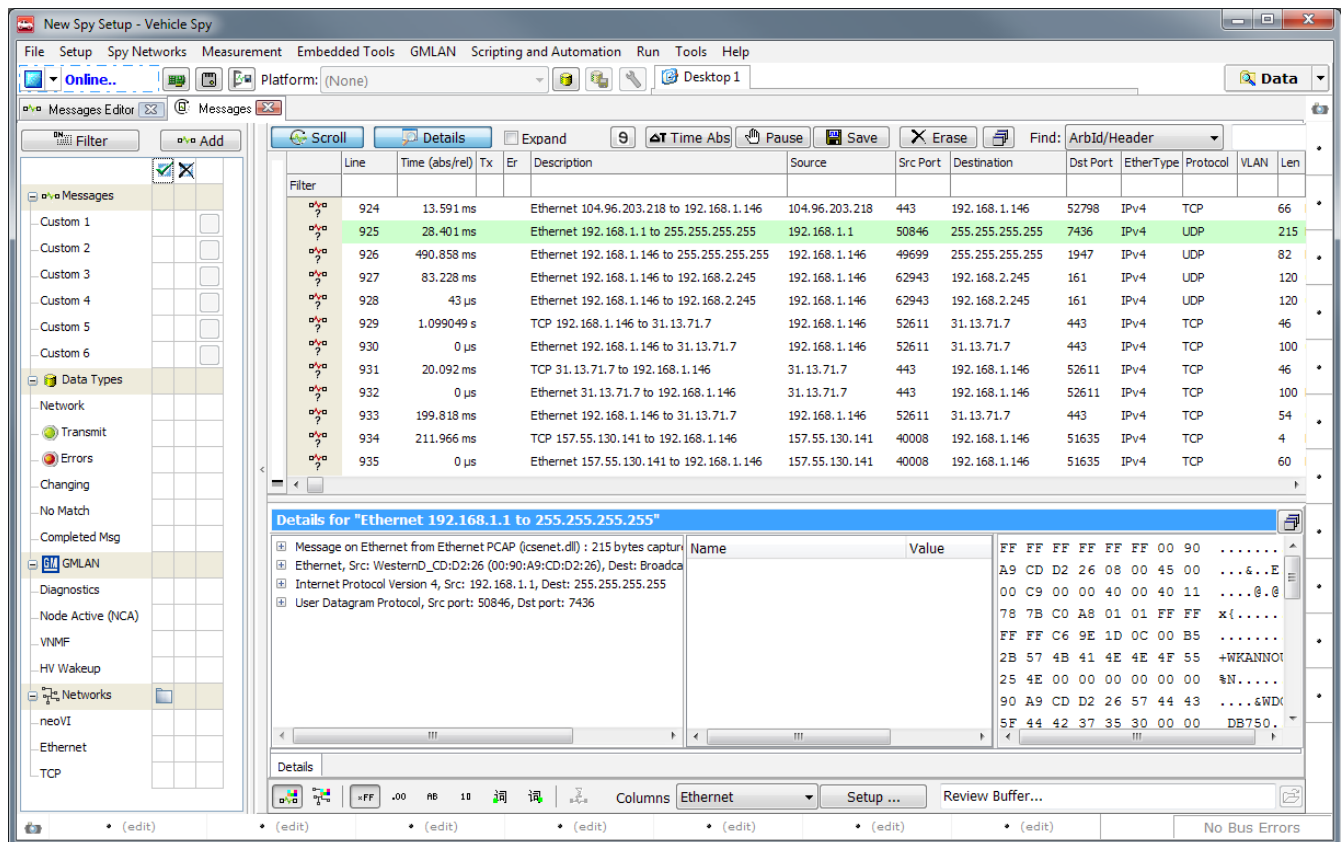 New Spy Setup - Vehicle Spy
File Setup Spy Networks Measurement Embedded Tools GMLAN Scripting and Automation Run Tools Help
Online.. Platform: (None) Desktop 1 Data
Messages Editor Messages
Filter Add Scroll Details Expand ΔT Time Abs Pause Save Erase Find: ArbId/Header
Line Time (abs/rel) Tx Er Description Source Src Port Destination Dst Port EtherType Protocol VLAN Len
Filter
924 13.591 ms Ethernet 104.96.203.218 to 192.168.1.146 104.96.203.218 443 192.168.1.146 52798 IPv4 TCP 66
925 28.401 ms Ethernet 192.168.1.1 to 255.255.255.255 192.168.1.1 50846 255.255.255.255 7436 IPv4 UDP 215
926 490.858 ms Ethernet 192.168.1.146 to 255.255.255.255 192.168.1.146 49699 255.255.255.255 1947 IPv4 UDP 82
927 83.228 ms Ethernet 192.168.1.146 to 192.168.2.245 192.168.1.146 62943 192.168.2.245 161 IPv4 UDP 120
928 43 µs Ethernet 192.168.1.146 to 192.168.2.245 192.168.1.146 62943 192.168.2.245 161 IPv4 UDP 120
929 1.099049 s TCP 192.168.1.146 to 31.13.71.7 192.168.1.146 52611 31.13.71.7 443 IPv4 TCP 46
930 0 µs Ethernet 192.168.1.146 to 31.13.71.7 192.168.1.146 52611 31.13.71.7 443 IPv4 TCP 100
931 20.092 ms TCP 31.13.71.7 to 192.168.1.146 31.13.71.7 443 192.168.1.146 52611 IPv4 TCP 46
932 0 µs Ethernet 31.13.71.7 to 192.168.1.146 31.13.71.7 443 192.168.1.146 52611 IPv4 TCP 100
933 199.818 ms Ethernet 192.168.1.146 to 31.13.71.7 192.168.1.146 52611 31.13.71.7 443 IPv4 TCP 54
934 211.966 ms TCP 157.55.130.141 to 192.168.1.146 157.55.130.141 40008 192.168.1.146 51635 IPv4 TCP 4
935 0 µs Ethernet 157.55.130.141 to 192.168.1.146 157.55.130.141 40008 192.168.1.146 51635 IPv4 TCP 60
Messages
Custom 1
Custom 2
Custom 3
Custom 4
Custom 5
Custom 6
Data Types
Network
Transmit
Errors
Changing
No Match
Completed Msg
GM GMLAN
Diagnostics
Node Active (NCA)
VNMF
HV Wakeup
Networks
neoVI
Ethernet
TCP
Details for "Ethernet 192.168.1.1 to 255.255.255.255"
Message on Ethernet from Ethernet PCAP (icsenet.dll) : 215 bytes captur
Ethernet, Src: WesternD_CD:D2:26 (00:90:A9:CD:D2:26), Dest: Broadca
Internet Protocol Version 4, Src: 192.168.1.1, Dest: 255.255.255.255
User Datagram Protocol, Src port: 50846, Dst port: 7436
Name Value
FF FF FF FF FF FF 00 90 .......
A9 CD D2 26 08 00 45 00 ...&..E
00 C9 00 00 40 00 40 11 ....@.@
78 7B C0 A8 01 01 FF FF x{.....
FF FF C6 9E 1D 0C 00 B5 .......
2B 57 4B 41 4E 4E 4F 55 +WKANNOU
25 4E 00 00 00 00 00 00 %N.....
90 A9 CD D2 26 57 44 43 ....&WDC
5F 44 42 37 35 30 00 00 _DB750.
Details
=FF .00 AB 10 词 词 Columns Ethernet Setup ... Review Buffer...
(edit) (edit) (edit) (edit) (edit) (edit) (edit) No Bus Errors